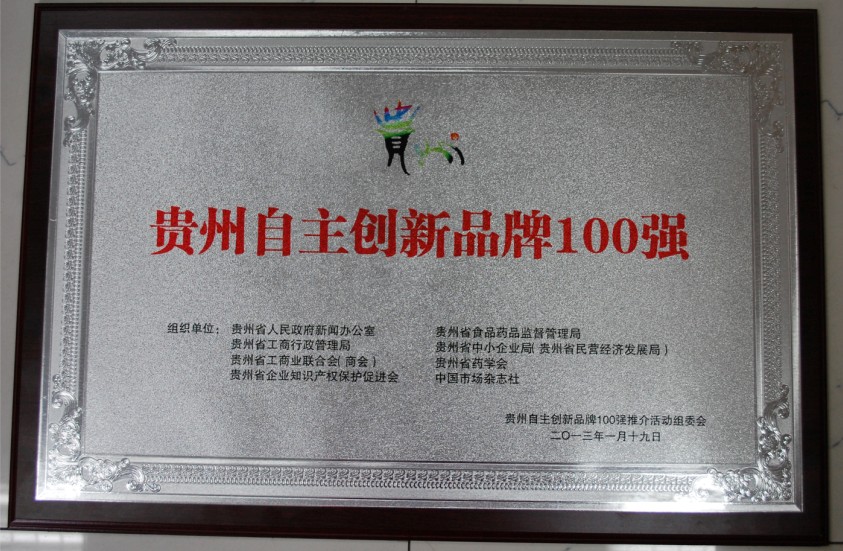 贵州自主创新品牌100强
组织单位：
贵州省人民政府新闻办公室
贵州省工商行政管理局
贵州省工商业联合会(商会)
贵州省企业知识产权保护促进会
贵州省食品药品监督管理局
贵州省中小企业局(贵州省民营经济发展局)
贵州省药学会
中国市场杂志社
贵州自主创新品牌100强推介活动组委会
二〇一三年一月十九日